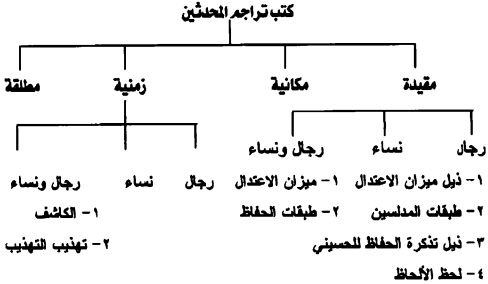 كتب تراجم المحدثين
مقيدة مكانية زمنية مطلقة
رجال نساء رجال ونساء رجال نساء رجال ونساء
١- ذيل ميزان الاعتدال ١- ميزان الاعتدال ١- الكاشف
٢- طبقات المدلسين ٢- طبقات الحفاظ ٢- تهذيب التهذيب
٣- ذيل تذكرة الحفاظ للحسيني
٤- لحظ الألحاظ